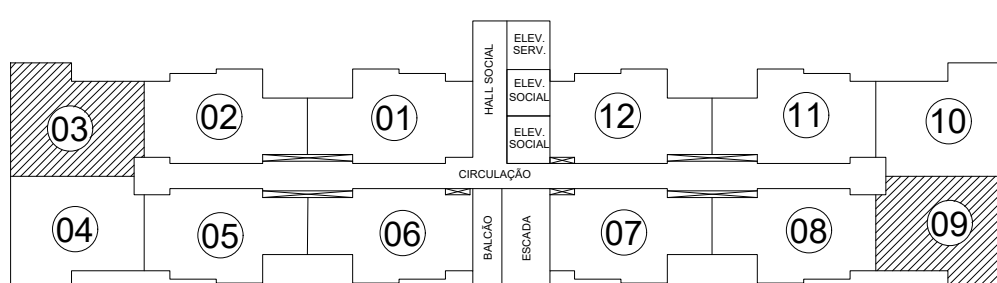 ELEV.
SERV.
HALL SOCIAL
ELEV.
SOCIAL
ELEV.
SOCIAL
03
02
01
12
11
10
CIRCULAÇÃO
04
05
06
BALCÃO
ESCADA
07
08
09